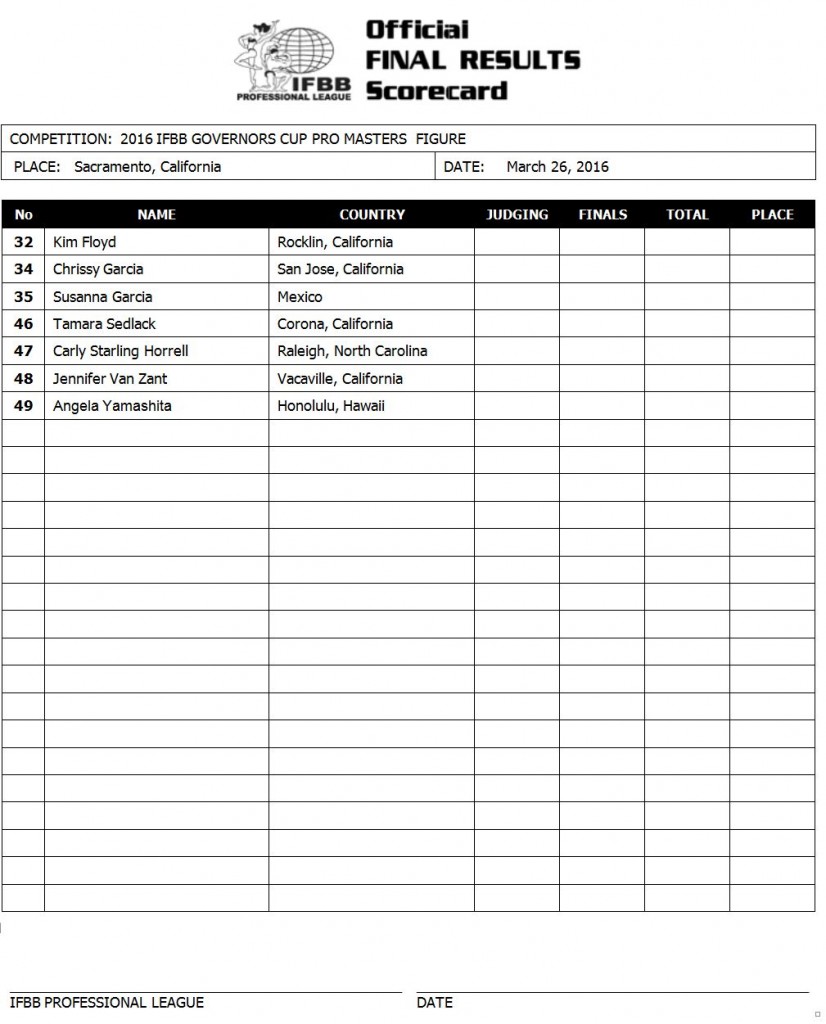 Official
FINAL RESULTS
Scorecard
IFBB
PROFESSIONAL LEAGUE
COMPETITION: 2016 IFBB GOVERNORS CUP PRO MASTERS FIGURE
PLACE: Sacramento, California DATE: March 26, 2016
No NAME COUNTRY JUDGING FINALS TOTAL PLACE
32 Kim Floyd Rocklin, California
34 Chrissy Garcia San Jose, California
35 Susanna Garcia Mexico
46 Tamara Sedlack Corona, California
47 Carly Starling Horrell Raleigh, North Carolina
48 Jennifer Van Zant Vacaville, California
49 Angela Yamashita Honolulu, Hawaii
IFBB PROFESSIONAL LEAGUE DATE